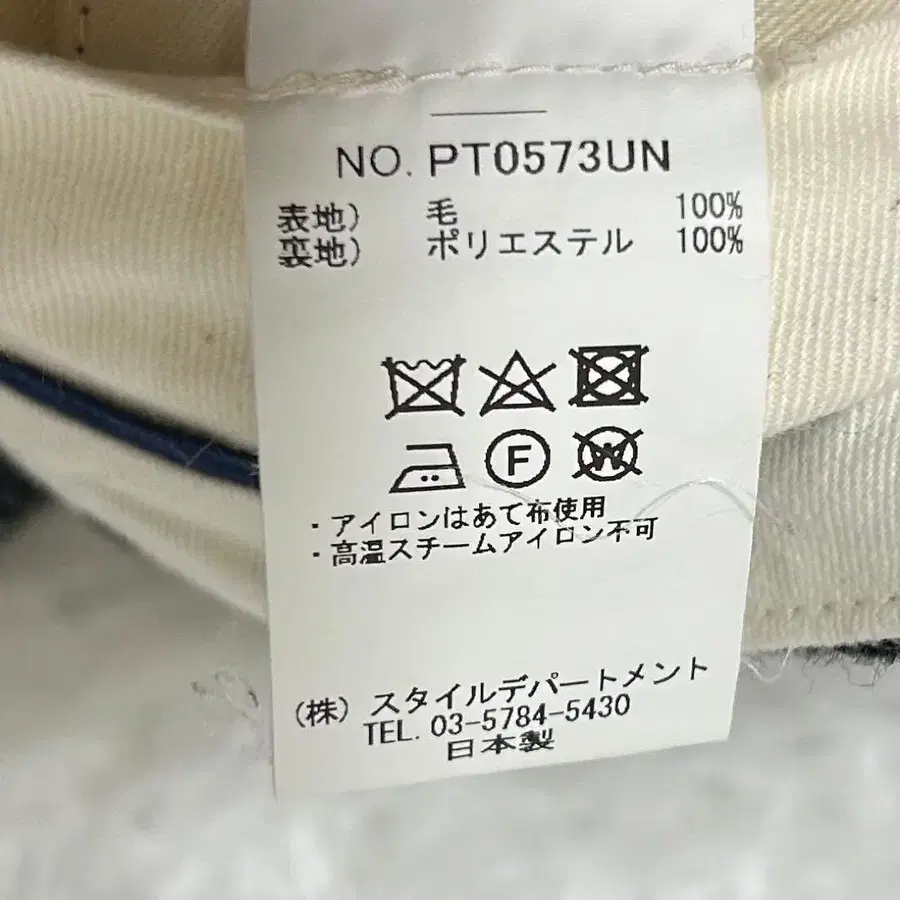 NO. PT0573UN
表地) 毛 100%
裏地) ポリエステル 100%
F
W
・アイロンはあて布使用
・高温スチームアイロン不可
(株) スタイルデパートメント
TEL. 03-5784-5430
日本製